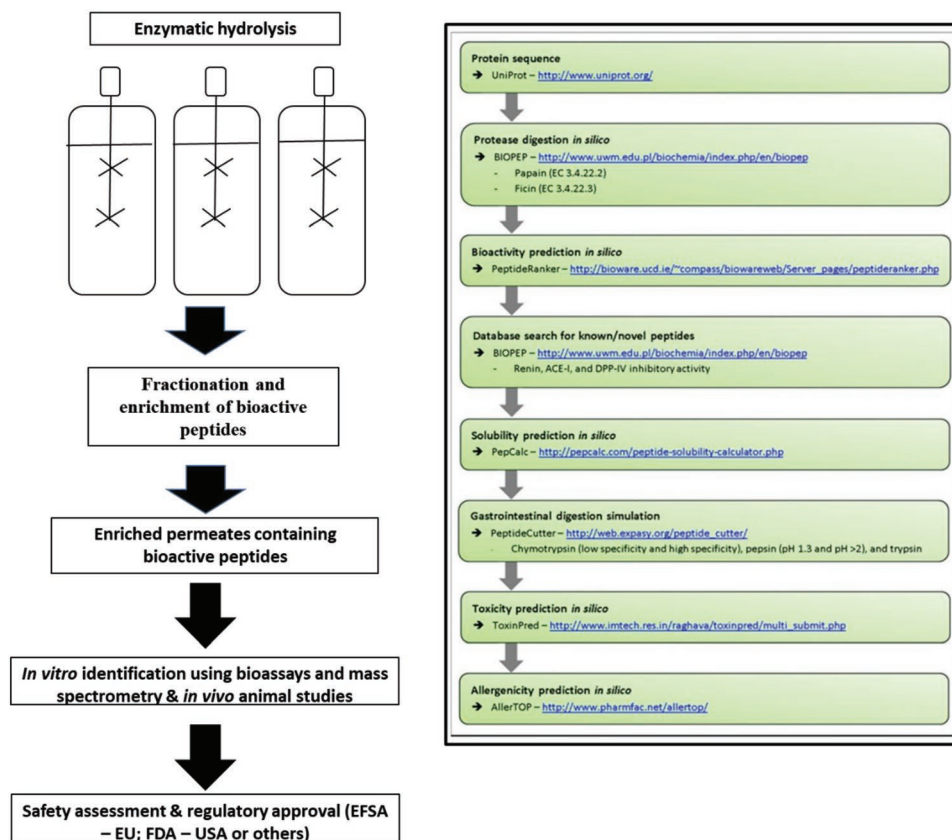 Enzymatic hydrolysis
Fractionation and
enrichment of bioactive
peptides
Enriched permeates containing
bioactive peptides
In vitro identification using bioassays and mass
spectrometry & in vivo animal studies
Safety assessment & regulatory approval (EFSA
– EU; FDA – USA or others)
Protein sequence
➔ UniProt – http://www.uniprot.org/
Protease digestion in silico
➔ BIOPEP – http://www.uwm.edu.pl/biochemia/index.php/en/biopep
- Papain (EC 3.4.22.2)
- Ficin (EC 3.4.22.3)
Bioactivity prediction in silico
➔ PeptideRanker – http://bioware.ucd.ie/~compass/biowareweb/Server_pages/peptideranker.php
Database search for known/novel peptides
➔ BIOPEP – http://www.uwm.edu.pl/biochemia/index.php/en/biopep
- Renin, ACE-I, and DPP-IV inhibitory activity
Solubility prediction in silico
➔ PepCalc – http://pepcalc.com/peptide-solubility-calculator.php
Gastrointestinal digestion simulation
➔ PeptideCutter – http://web.expasy.org/peptide_cutter/
- Chymotrypsin (low specificity and high specificity), pepsin (pH 1.3 and pH >2), and trypsin
Toxicity prediction in silico
➔ ToxinPred – http://www.imtech.res.in/raghava/toxinpred/multi_submit.php
Allergenicity prediction in silico
➔ AllerTOP – http://www.pharmfac.net/allertop/